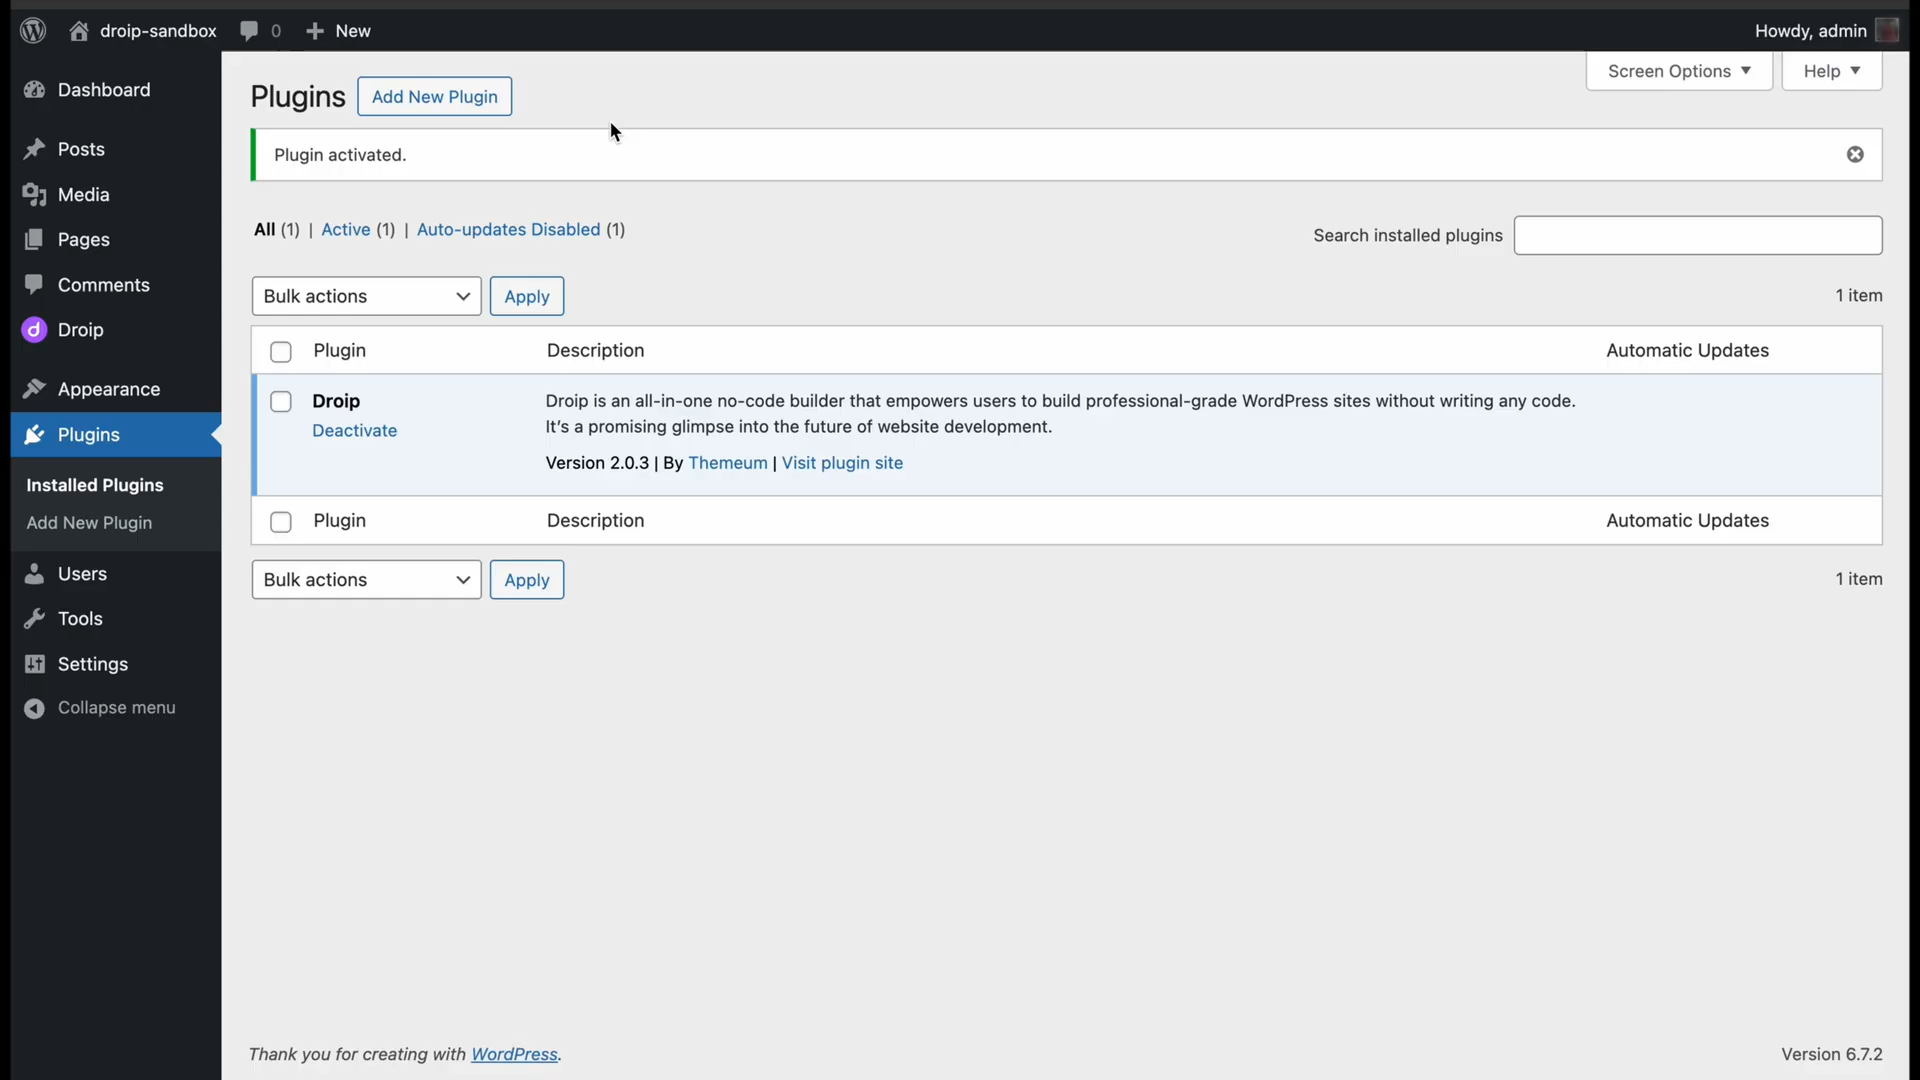 droip-sandbox
0
New
Howdy, admin
Dashboard
Posts
Media
Pages
Comments
Droip
Appearance
Plugins
Installed Plugins
Add New Plugin
Users
Tools
Settings
Collapse menu
Screen Options
Help
Plugins
Add New Plugin
Plugin activated.
All (1) | Active (1) | Auto-updates Disabled (1)
Search installed plugins
Bulk actions
Apply
1 item
Plugin
Description
Automatic Updates
Droip
Deactivate
Droip is an all-in-one no-code builder that empowers users to build professional-grade WordPress sites without writing any code.
It’s a promising glimpse into the future of website development.
Version 2.0.3 | By Themeum | Visit plugin site
Plugin
Description
Automatic Updates
Bulk actions
Apply
1 item
Thank you for creating with WordPress.
Version 6.7.2